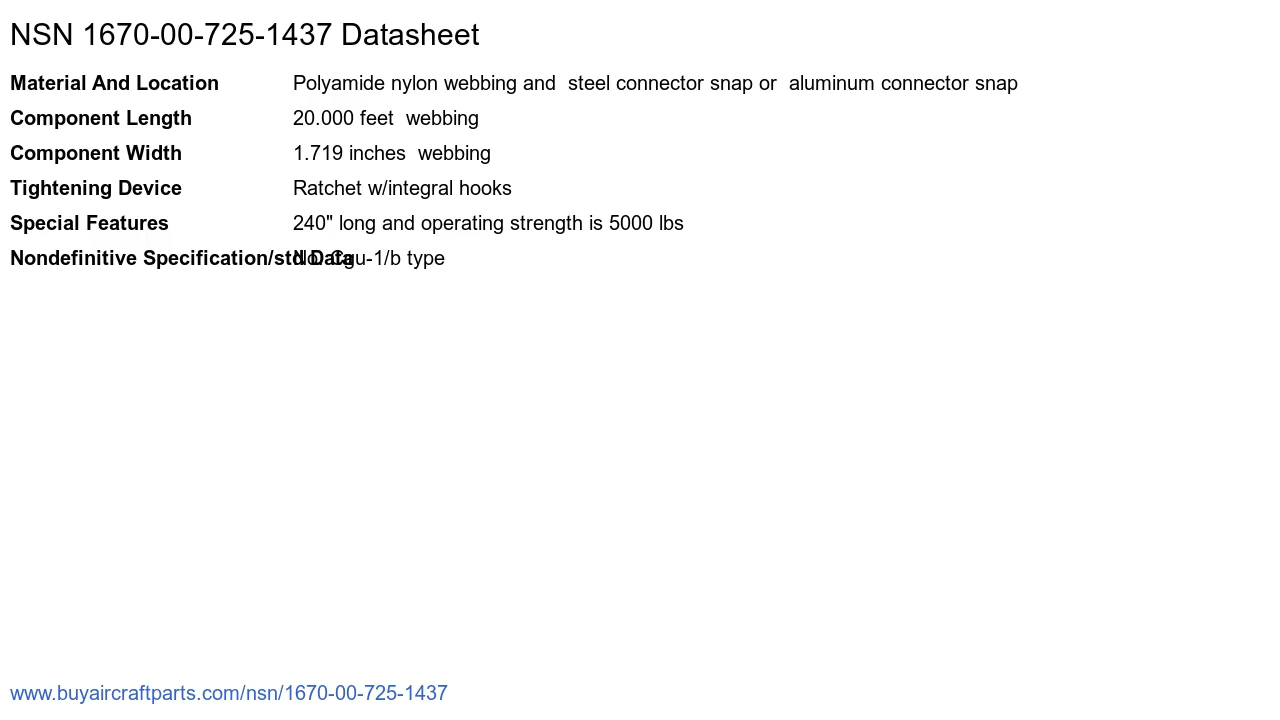 NSN 1670-00-725-1437 Datasheet
Material And Location Polyamide nylon webbing and  steel connector snap or  aluminum connector snap
Component Length 20.000 feet  webbing
Component Width 1.719 inches  webbing
Tightening Device Ratchet w/integral hooks
Special Features 240" long and operating strength is 5000 lbs
Nondefinitive Specification/std Data Cgu-1/b type
www.buyaircraftparts.com/nsn/1670-00-725-1437